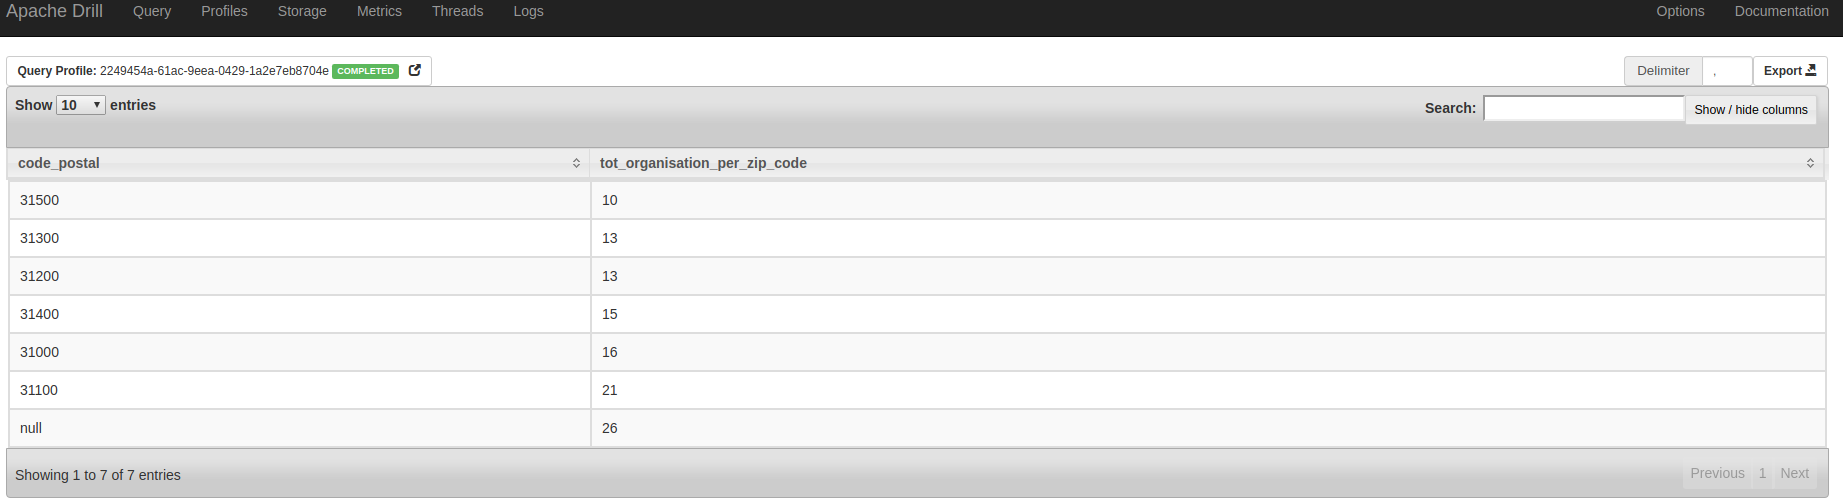 Apache Drill Query Profiles Storage Metrics Threads Logs Options Documentation
Query Profile: 2249454a-61ac-9eea-0429-1a2e7eb8704e COMPLETED Delimiter , Export
Show 10 entries Search: Show / hide columns
code_postal tot_organisation_per_zip_code
31500 10
31300 13
31200 13
31400 15
31000 16
31100 21
null 26
Showing 1 to 7 of 7 entries Previous 1 Next